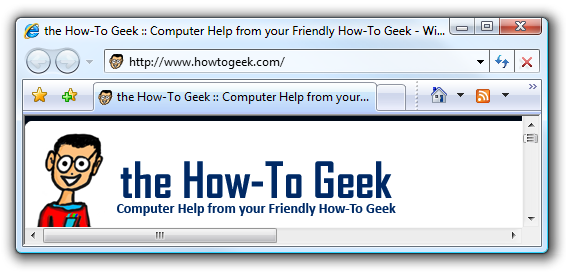 the How-To Geek :: Computer Help from your Friendly How-To Geek - Wi...
http://www.howtogeek.com/
the How-To Geek :: Computer Help from your...
the How-To Geek
Computer Help from your Friendly How-To Geek